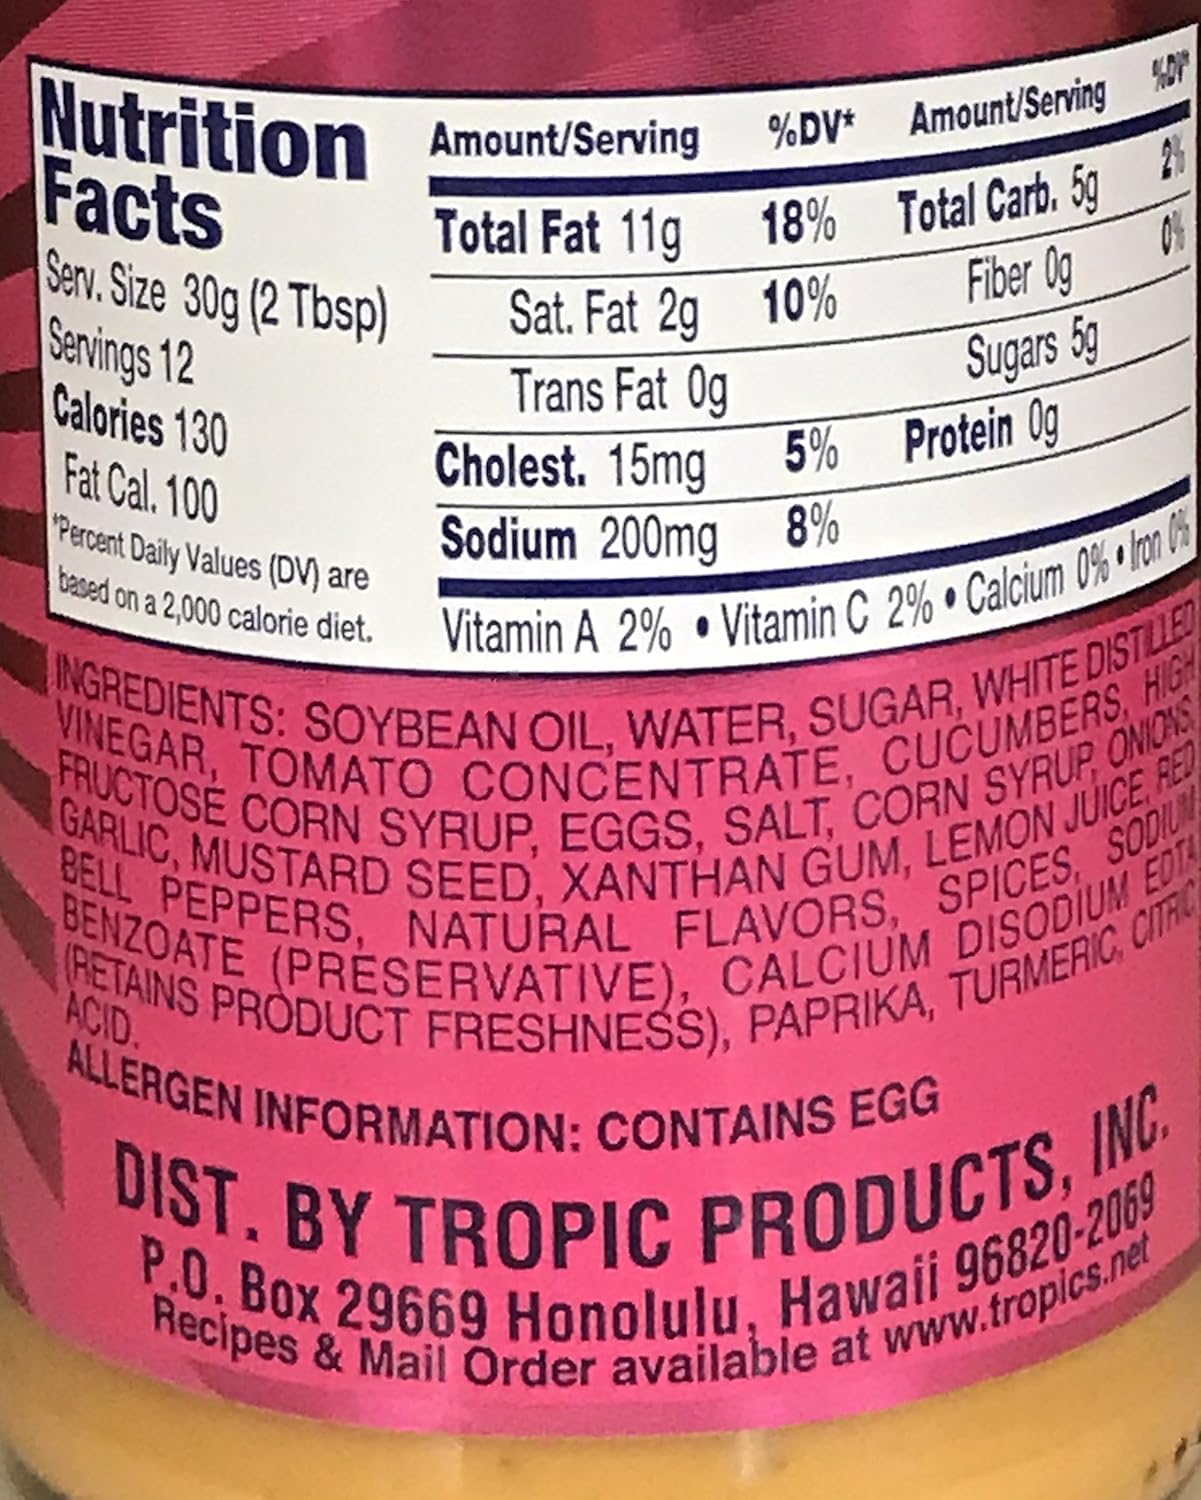 Nutrition
Facts
Serv. Size 30g (2 Tbsp)
Servings 12
Calories 130
Fat Cal. 100
*Percent Daily Values (DV) are
based on a 2,000 calorie diet.
Amount/Serving %DV* Amount/Serving %DV*
Total Fat 11g 18% Total Carb. 5g 2%
Sat. Fat 2g 10% Fiber 0g 0%
Trans Fat 0g Sugars 5g
Cholest. 15mg 5% Protein 0g
Sodium 200mg 8%
Vitamin A 2% • Vitamin C 2% • Calcium 0% • Iron 0%
INGREDIENTS: SOYBEAN OIL, WATER, SUGAR, WHITE DISTILLED
VINEGAR, TOMATO CONCENTRATE, CUCUMBERS, HIGH
FRUCTOSE CORN SYRUP, EGGS, SALT, CORN SYRUP, ONIONS,
GARLIC, MUSTARD SEED, XANTHAN GUM, LEMON JUICE, RED
BELL PEPPERS, NATURAL FLAVORS, SPICES, SODIUM
BENZOATE (PRESERVATIVE), CALCIUM DISODIUM EDTA
(RETAINS PRODUCT FRESHNESS), PAPRIKA, TURMERIC, CITRIC
ACID.
ALLERGEN INFORMATION: CONTAINS EGG
DIST. BY TROPIC PRODUCTS, INC.
P.O. Box 29669 Honolulu, Hawaii 96820-2069
Recipes & Mail Order available at www.tropics.net